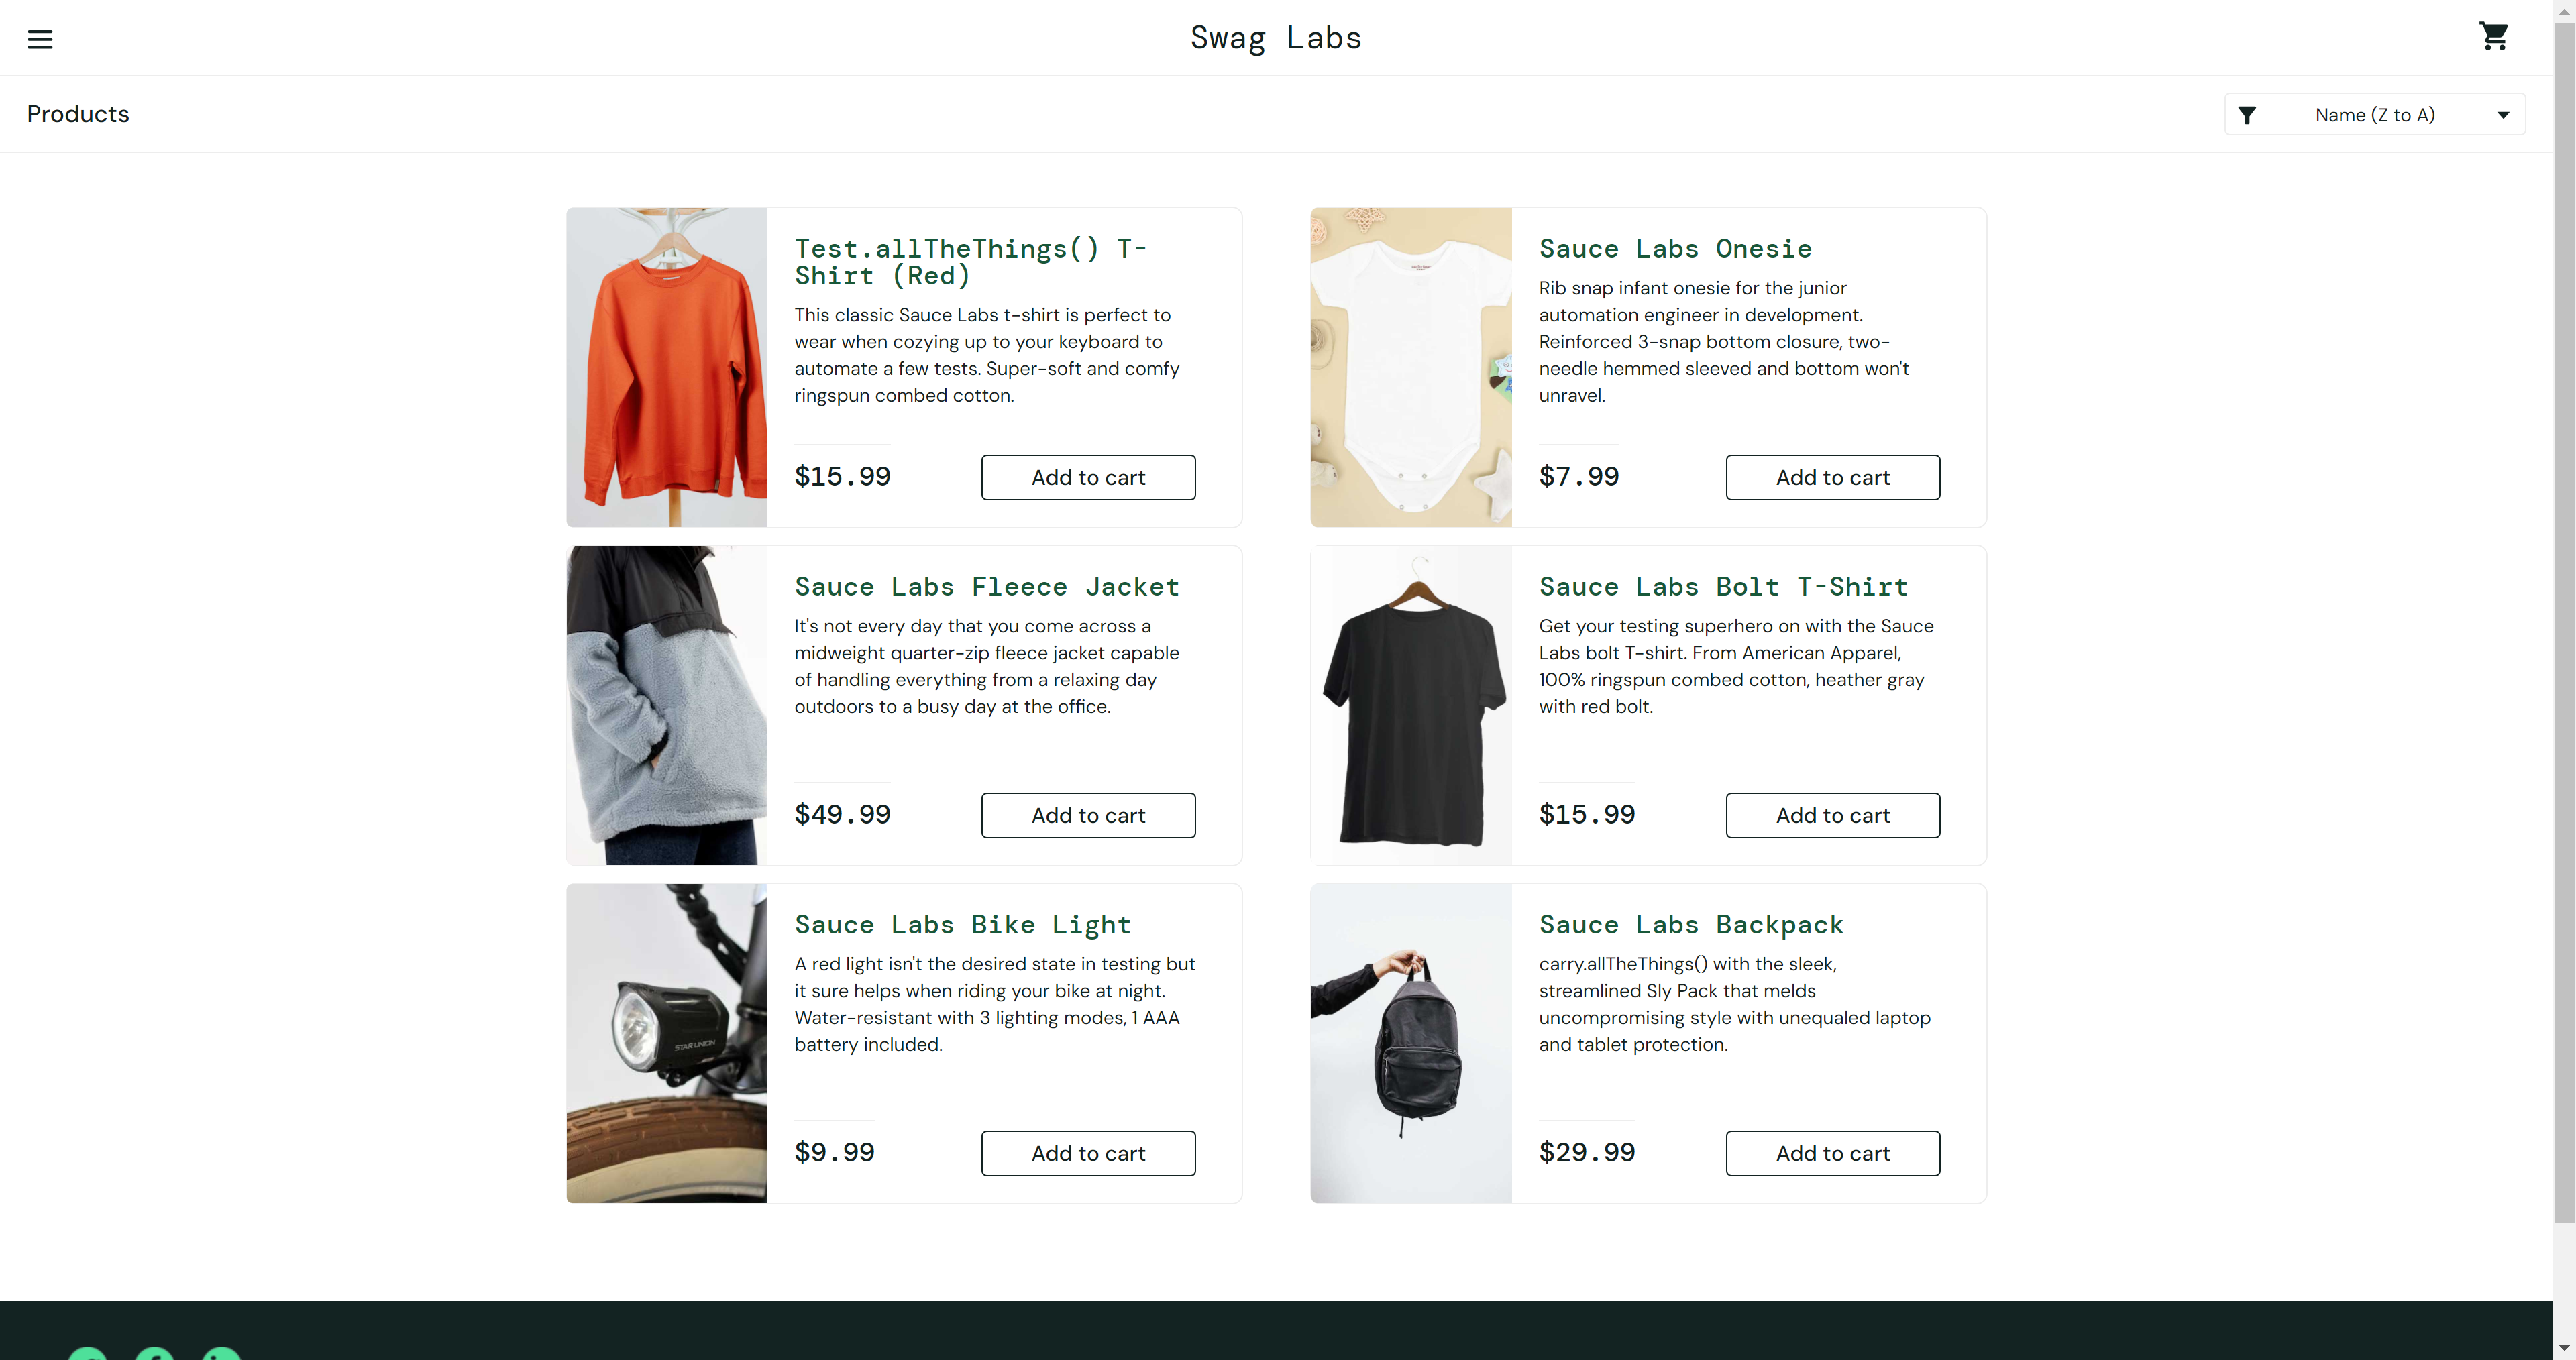 Swag Labs
Products
Name (Z to A)
Test.allTheThings() T-
Shirt (Red)
This classic Sauce Labs t-shirt is perfect to
wear when cozying up to your keyboard to
automate a few tests. Super-soft and comfy
ringspun combed cotton.
$15.99
Add to cart
Sauce Labs Onesie
Rib snap infant onesie for the junior
automation engineer in development.
Reinforced 3-snap bottom closure, two-
needle hemmed sleeved and bottom won't
unravel.
$7.99
Add to cart
Sauce Labs Fleece Jacket
It's not every day that you come across a
midweight quarter-zip fleece jacket capable
of handling everything from a relaxing day
outdoors to a busy day at the office.
$49.99
Add to cart
Sauce Labs Bolt T-Shirt
Get your testing superhero on with the Sauce
Labs bolt T-shirt. From American Apparel,
100% ringspun combed cotton, heather gray
with red bolt.
$15.99
Add to cart
STAR UNION
Sauce Labs Bike Light
A red light isn't the desired state in testing but
it sure helps when riding your bike at night.
Water-resistant with 3 lighting modes, 1 AAA
battery included.
$9.99
Add to cart
Sauce Labs Backpack
carry.allTheThings() with the sleek,
streamlined Sly Pack that melds
uncompromising style with unequaled laptop
and tablet protection.
$29.99
Add to cart